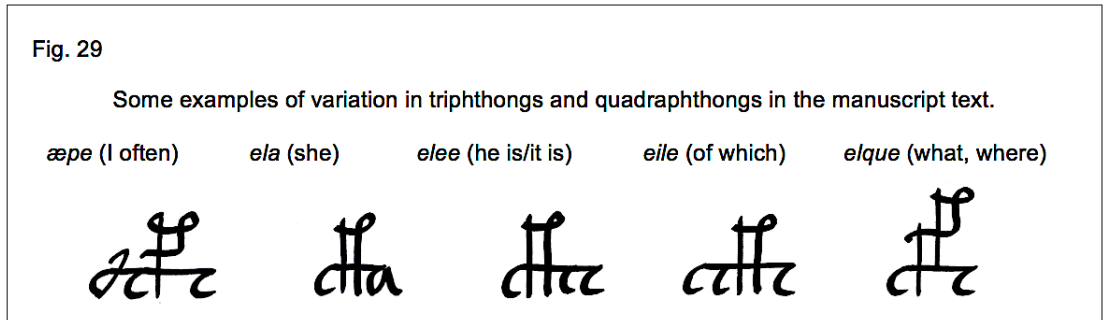 Fig. 29
Some examples of variation in triphthongs and quadraphthongs in the manuscript text.
æpe (I often) ela (she) elee (he is/it is) eile (of which) elque (what, where)